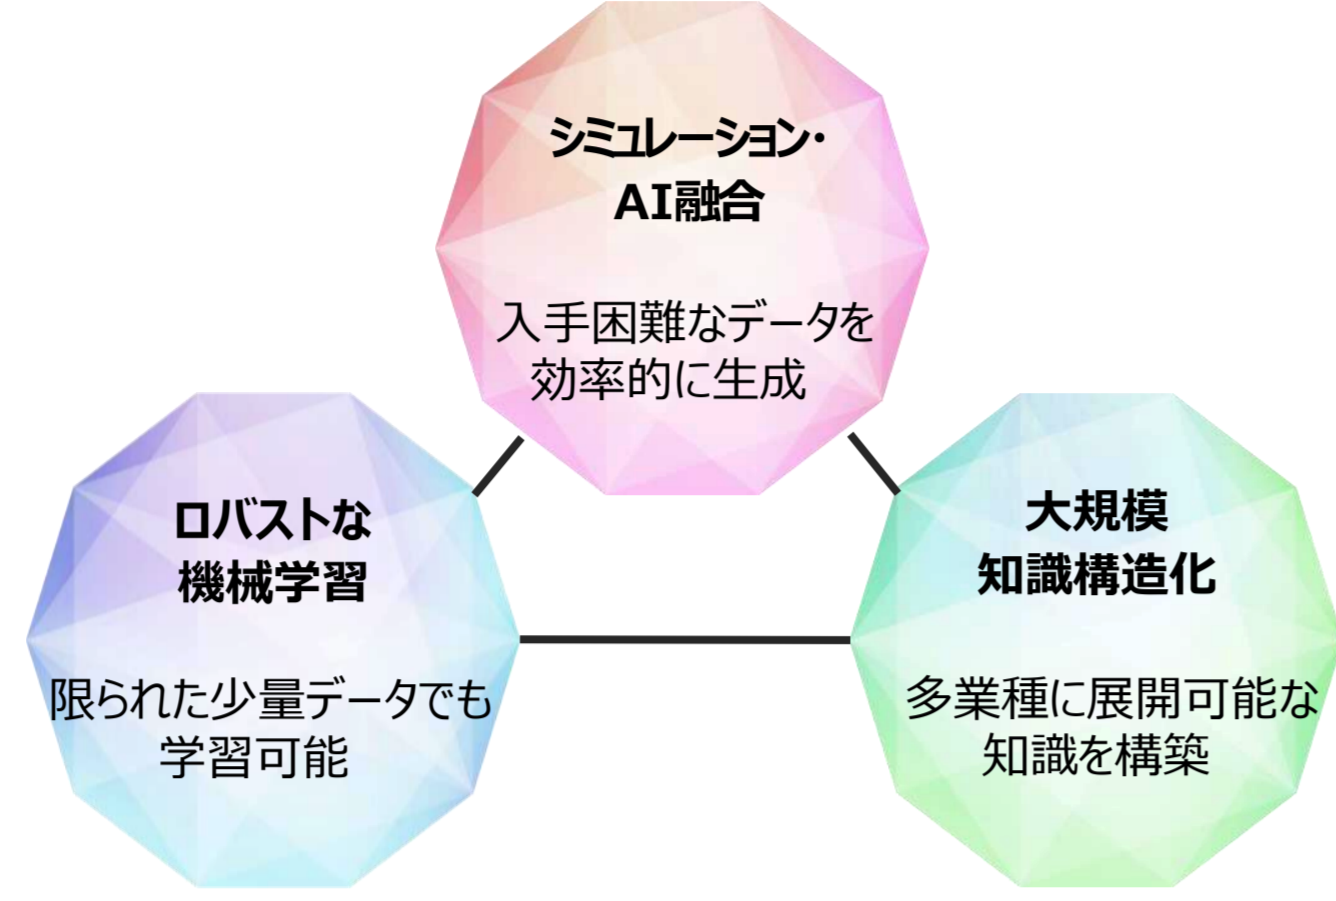 シミュレーション・
AI融合
入手困難なデータを
効率的に生成
ロバストな
機械学習
限られた少量データでも
学習可能
大規模
知識構造化
多業種に展開可能な
知識を構築